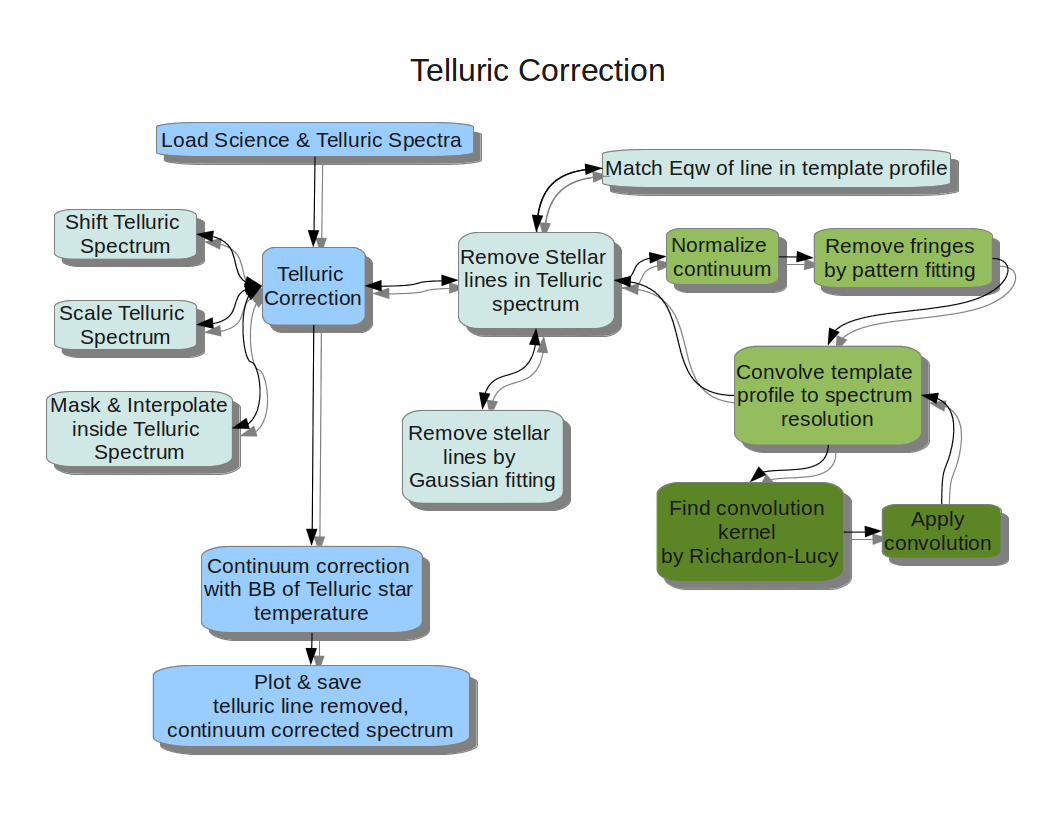 Telluric Correction
Load Science & Telluric Spectra
Match Eqw of line in template profile
Shift Telluric
Spectrum
Telluric
Correction
Remove Stellar
lines in Telluric
spectrum
Normalize
continuum
Remove fringes
by pattern fitting
Scale Telluric
Spectrum
Convolve template
profile to spectrum
resolution
Mask & Interpolate
inside Telluric
Spectrum
Remove stellar
lines by
Gaussian fitting
Find convolution
kernel
by Richardon-Lucy
Apply
convolution
Continuum correction
with BB of Telluric star
temperature
Plot & save
telluric line removed,
continuum corrected spectrum